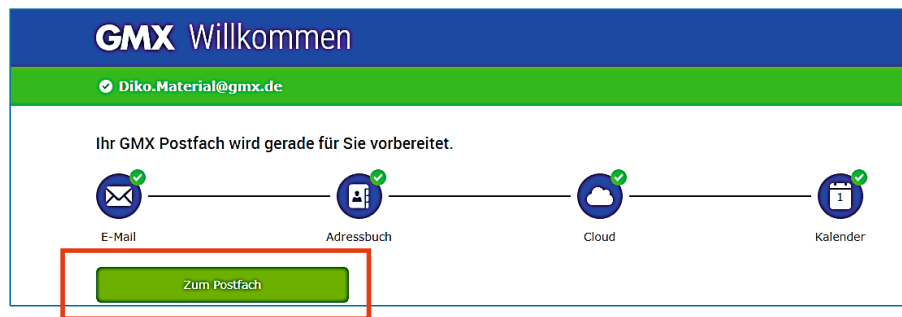 GMX Willkommen
Diko.Material@gmx.de
Ihr GMX Postfach wird gerade für Sie vorbereitet.
1
E-Mail Adressbuch Cloud Kalender
Zum Postfach